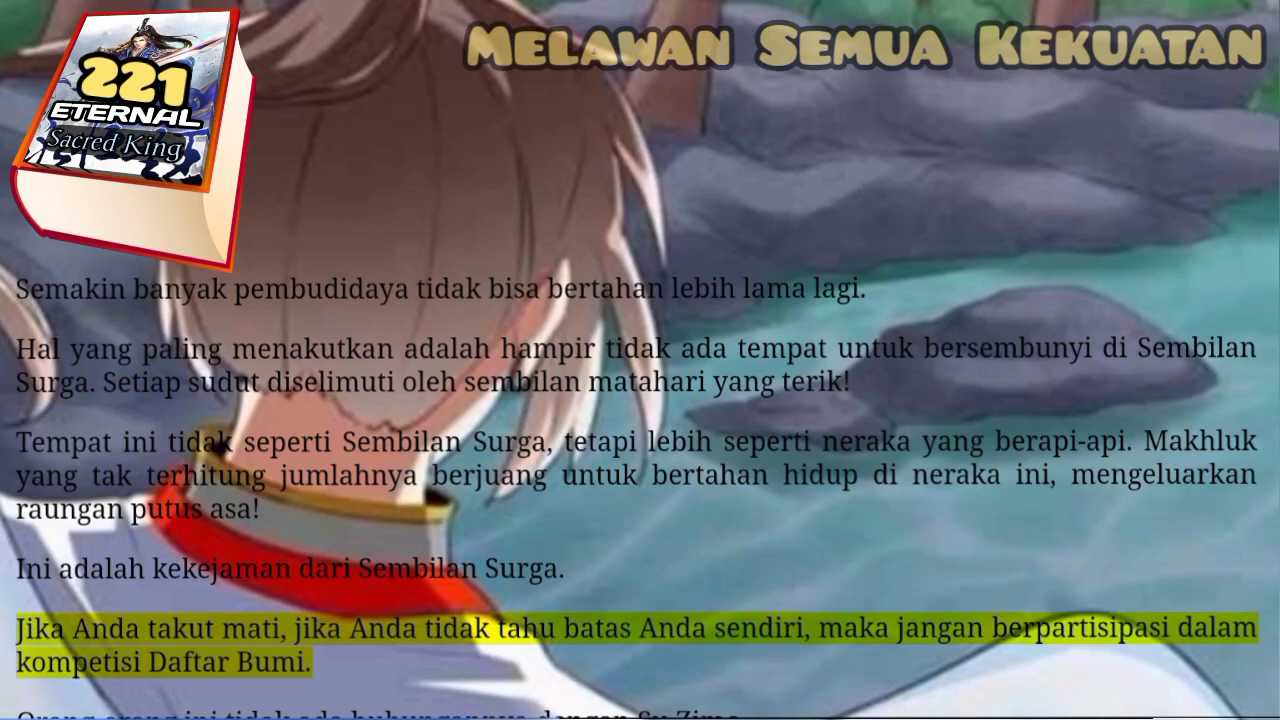 Melawan Semua Kekuatan
221
ETERNAL
Sacred King
Semakin banyak pembudidaya tidak bisa bertahan lebih lama lagi.
Hal yang paling menakutkan adalah hampir tidak ada tempat untuk bersembunyi di Sembilan
Surga. Setiap sudut diselimuti oleh sembilan matahari yang terik!
Tempat ini tidak seperti Sembilan Surga, tetapi lebih seperti neraka yang berapi-api. Makhluk
yang tak terhitung jumlahnya berjuang untuk bertahan hidup di neraka ini, mengeluarkan
raungan putus asa!
Ini adalah kekejaman dari Sembilan Surga.
Jika Anda takut mati, jika Anda tidak tahu batas Anda sendiri, maka jangan berpartisipasi dalam
kompetisi Daftar Bumi.